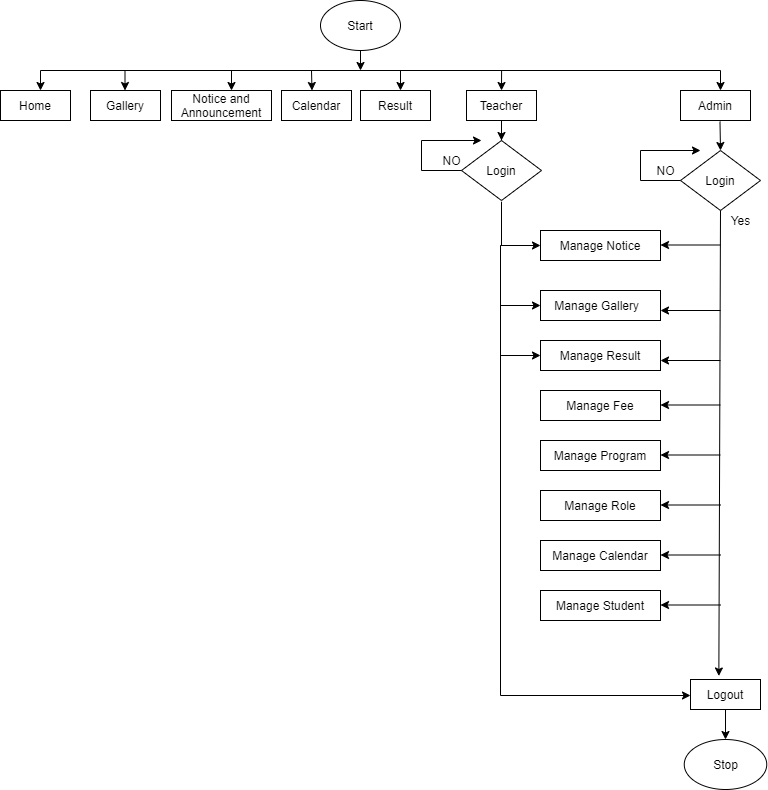 Start
Home
Gallery
Notice and
Announcement
Calendar
Result
Teacher
Admin
NO
Login
NO
Login
Yes
Manage Notice
Manage Gallery
Manage Result
Manage Fee
Manage Program
Manage Role
Manage Calendar
Manage Student
Logout
Stop